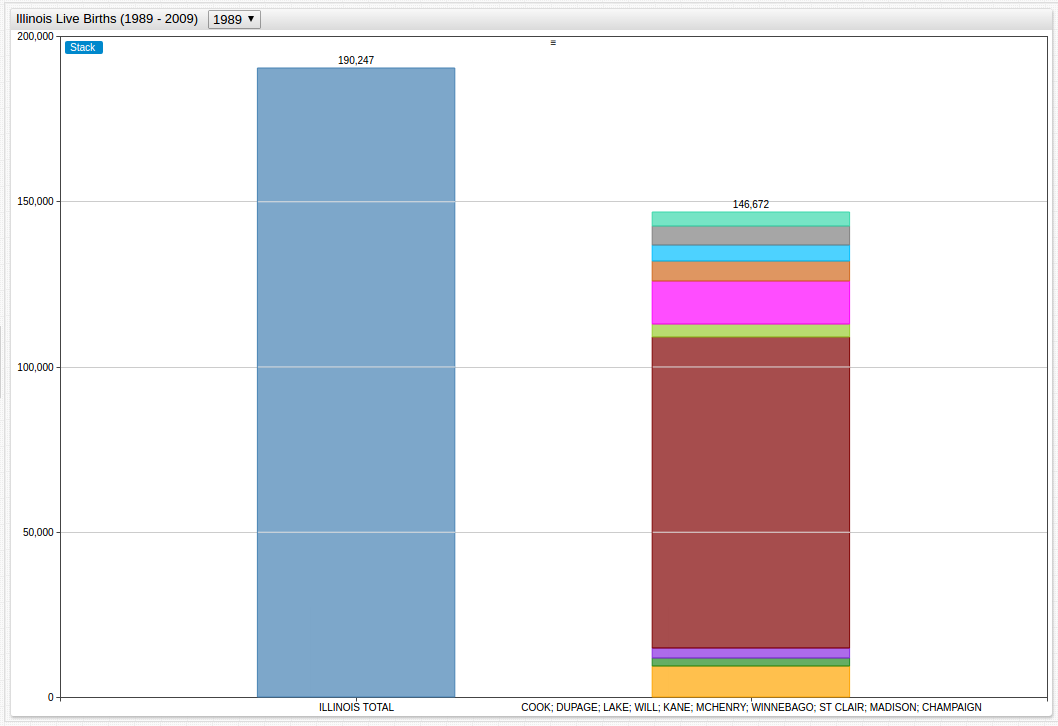 Illinois Live Births (1989 - 2009) 1989 ▼
200,000
Stack
≡
190,247
150,000
146,672
100,000
50,000
0
ILLINOIS TOTAL
COOK; DUPAGE; LAKE; WILL; KANE; MCHENRY; WINNEBAGO; ST CLAIR; MADISON; CHAMPAIGN